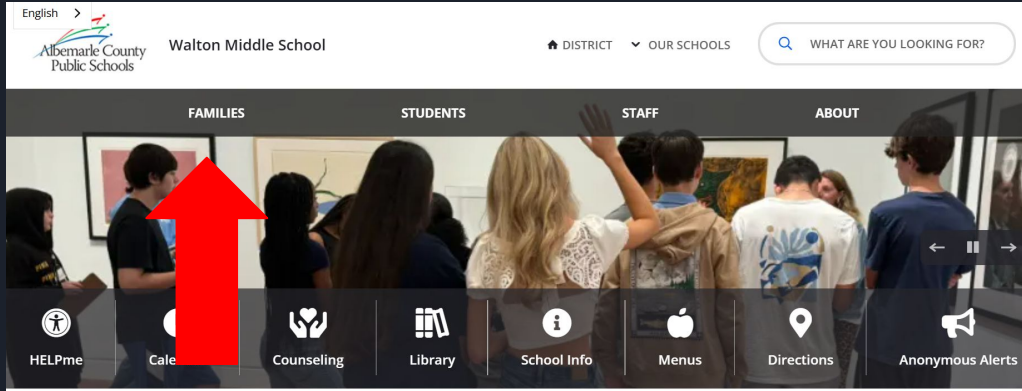 English >
Albemarle County
Public Schools
Walton Middle School
DISTRICT
OUR SCHOOLS
WHAT ARE YOU LOOKING FOR?
FAMILIES
STUDENTS
STAFF
ABOUT
HELPme
Cale
Counseling
Library
School Info
Menus
Directions
Anonymous Alerts